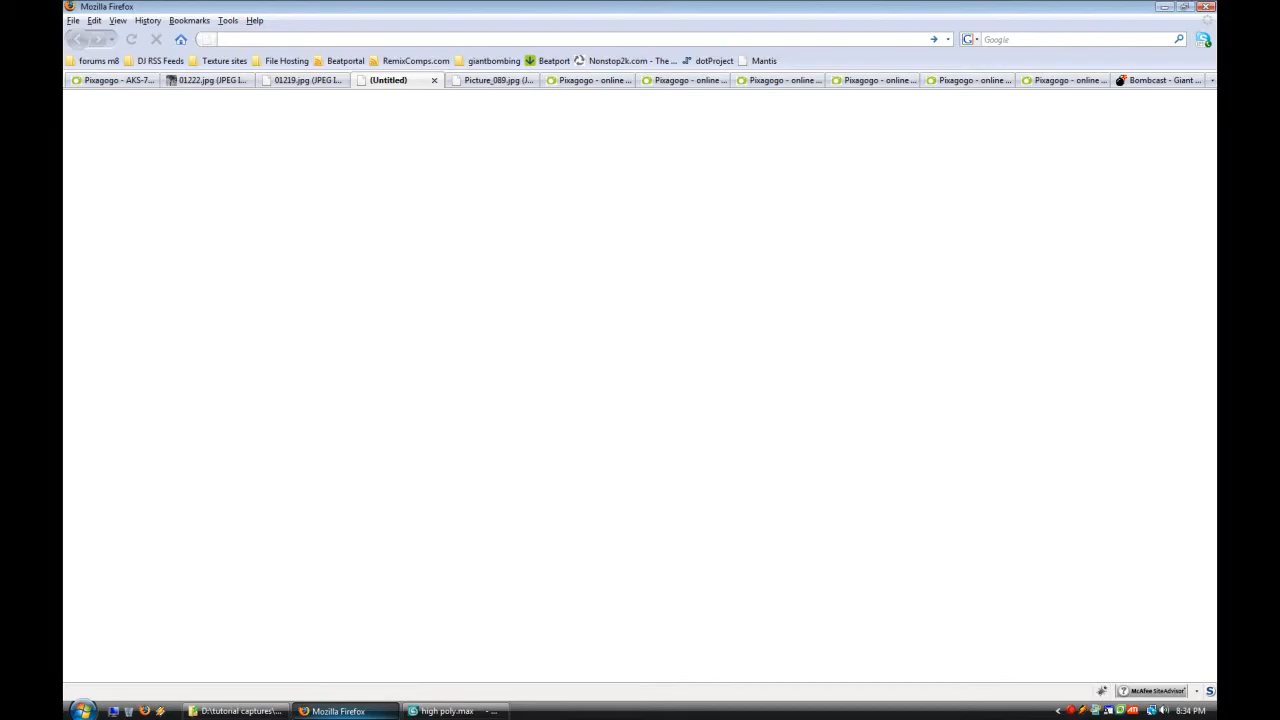 Mozilla Firefox
File Edit View History Bookmarks Tools Help
Google
forums m8 DJ RSS Feeds Texture sites File Hosting Beatportal RemixComps.com giantbombing Beatport Nonstop2k.com - The ... dotProject Mantis
Pixagogo - AKS-7... 01222.jpg (JPEG I... 01219.jpg (JPEG I... (Untitled) Picture_089.jpg (J... Pixagogo - online ... Pixagogo - online ... Pixagogo - online ... Pixagogo - online ... Pixagogo - online ... Pixagogo - online ... Bombcast - Giant ...
McAfee SiteAdvisor
D:\tutorial captures\... Mozilla Firefox high poly.max - ... 8:34 PM